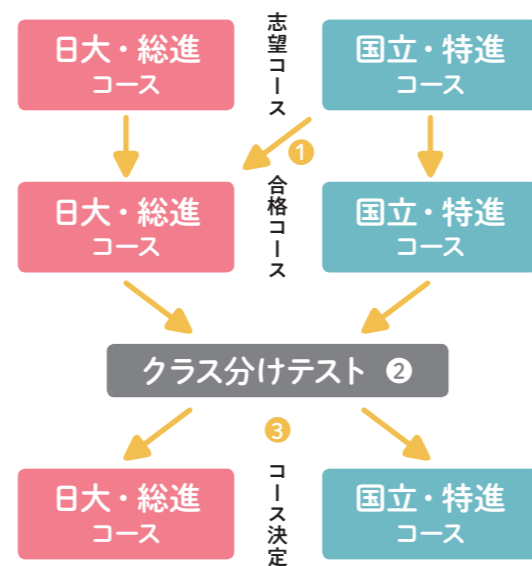 日大・総進
コース
志望コース
国立・特進
コース
❶
日大・総進
コース
合格コース
国立・特進
コース
クラス分けテスト ❷
❸
日大・総進
コース
コース決定
国立・特進
コース